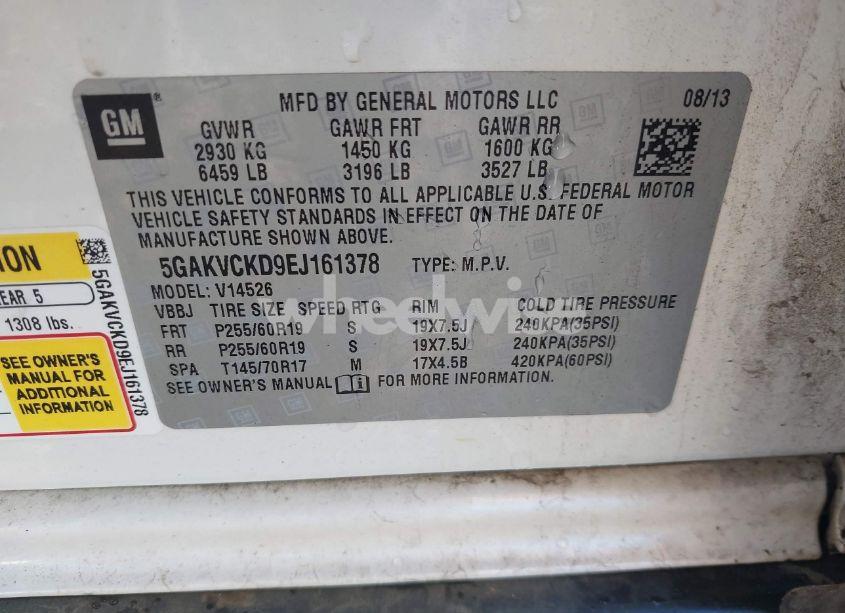 GM ®
MFD BY GENERAL MOTORS LLC 08/13
GVWR GAWR FRT GAWR RR
2930 KG 1450 KG 1600 KG
6459 LB 3196 LB 3527 LB
THIS VEHICLE CONFORMS TO ALL APPLICABLE U.S. FEDERAL MOTOR
VEHICLE SAFETY STANDARDS IN EFFECT ON THE DATE OF
MANUFACTURE SHOWN ABOVE.
5GAKVCKD9EJ161378 TYPE: M.P.V.
MODEL: V14526
VBBJ TIRE SIZE SPEED RTG RIM COLD TIRE PRESSURE
FRT P255/60R19 S 19X7.5J 240KPA(35PSI)
RR P255/60R19 S 19X7.5J 240KPA(35PSI)
SPA T145/70R17 M 17X4.5B 420KPA(60PSI)
SEE OWNER'S MANUAL FOR MORE INFORMATION.
5
1308 lbs.
SEE OWNER'S
MANUAL FOR
ADDITIONAL
INFORMATION
5GAKVCKD9EJ161378